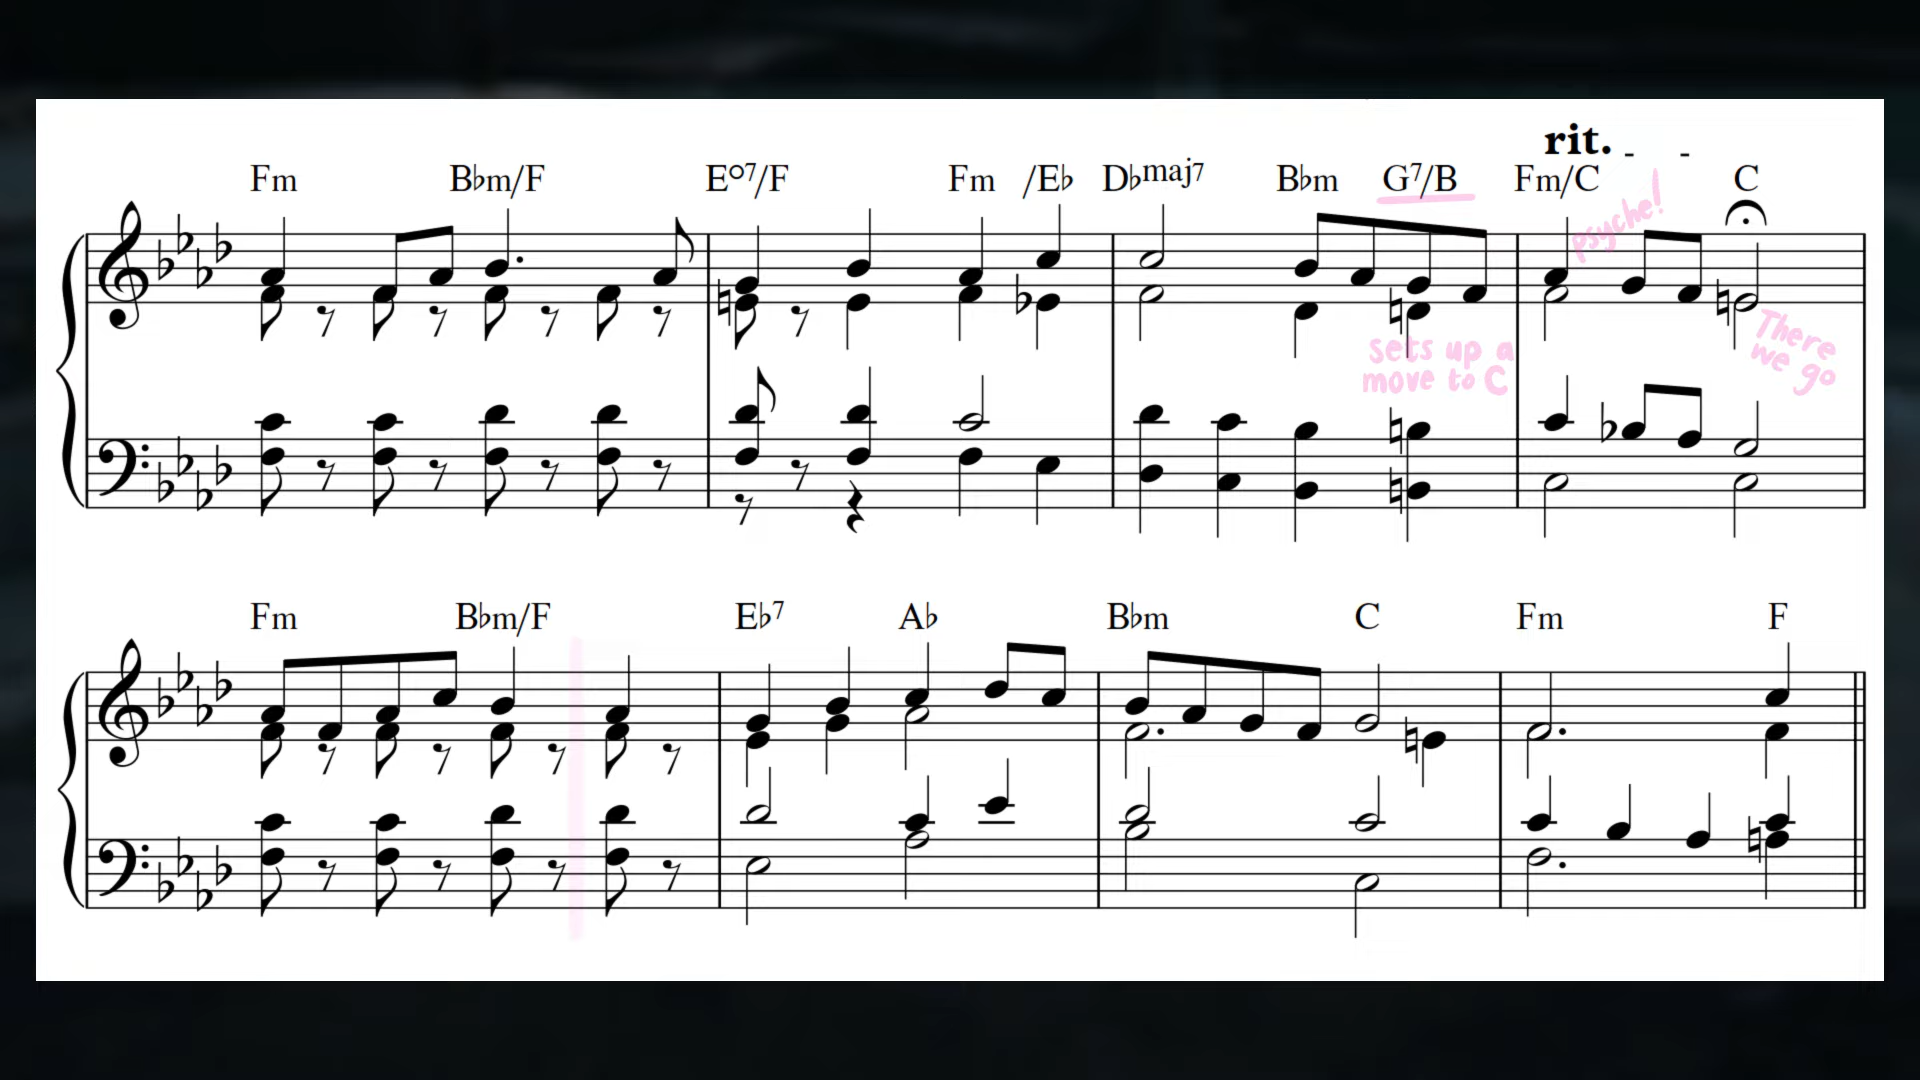 rit. - -
Fm B♭m/F E°7/F Fm /E♭ D♭maj7 B♭m G7/B Fm/C C
psyche!
sets up a
move to C
There
we go
Fm B♭m/F E♭7 A♭ B♭m C Fm F